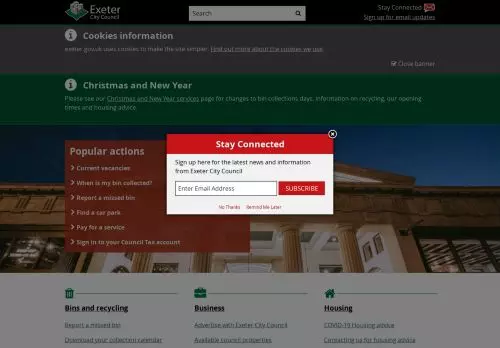 Exeter
City Council
Search
Stay Connected
Sign up for email updates
Cookies information
exeter.gov.uk uses cookies to make the site simpler. Find out more about the cookies we use.
Close banner
Christmas and New Year
Please see our Christmas and New Year services page for changes to bin collections days, information on recycling, our opening
times and housing advice.
Popular actions
Current vacancies
When is my bin collected?
Report a missed bin
Find a car park
Pay for a service
Sign in to your Council Tax account
Stay Connected
Sign up here for the latest news and information
from Exeter City Council
Enter Email Address
SUBSCRIBE
No Thanks
Remind Me Later
Bins and recycling
Report a missed bin
Download your collection calendar
Business
Advertise with Exeter City Council
Available council properties
Housing
COVID-19 Housing advice
Contacting us for housing advice